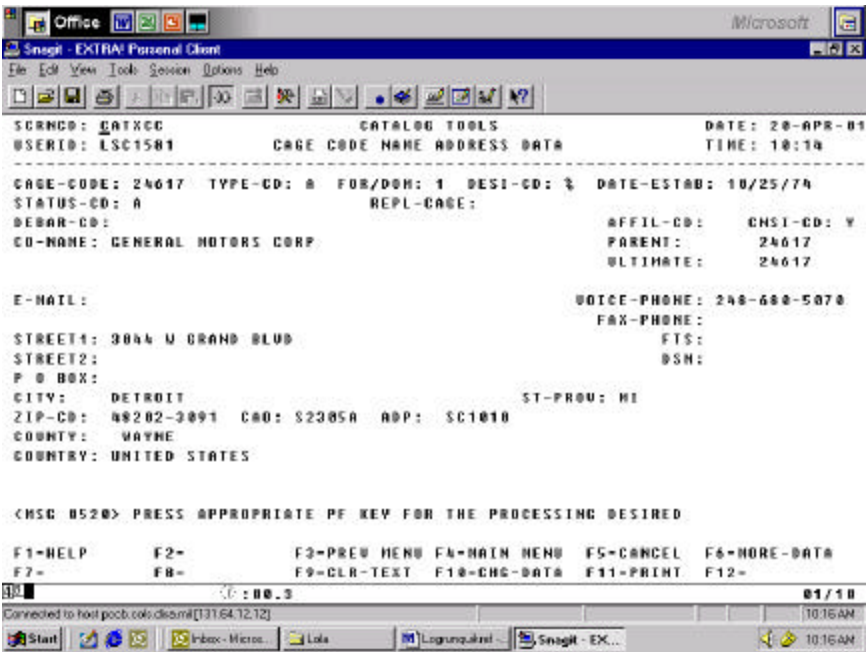 Office Microsoft
Snagit - EXTRA! Personal Client
File Edit View Tools Session Options Help
SCRNCD: CATXCC CATALOG TOOLS DATE: 20-APR-01
USERID: LSC1581 CAGE CODE NAME ADDRESS DATA TIME: 10:14
CAGE-CODE: 24617 TYPE-CD: A FOR/DOM: 1 DESI-CD: % DATE-ESTAB: 10/25/74
STATUS-CD: A REPL-CAGE:
DEBAR-CD: AFFIL-CD: CNSI-CD: Y
CO-NAME: GENERAL MOTORS CORP PARENT: 24617
ULTIMATE: 24617
E-MAIL: VOICE-PHONE: 248-680-5070
FAX-PHONE:
STREET1: 3044 W GRAND BLVD FTS:
STREET2: DSN:
P O BOX:
CITY: DETROIT ST-PROV: MI
ZIP-CD: 48202-3091 CAO: S2305A ADP: SC1010
COUNTY: WAYNE
COUNTRY: UNITED STATES
<MSG 0520> PRESS APPROPRIATE PF KEY FOR THE PROCESSING DESIRED
F1-HELP F2- F3-PREV MENU F4-MAIN MENU F5-CANCEL F6-MORE-DATA
F7- F8- F9-CLR-TEXT F10-CHG-DATA F11-PRINT F12-
:00.3 01/10
Connected to host [131.64.12.12] 10:16 AM
Start Inbox - Micros... Lola Snagit - EX... 10:16 AM